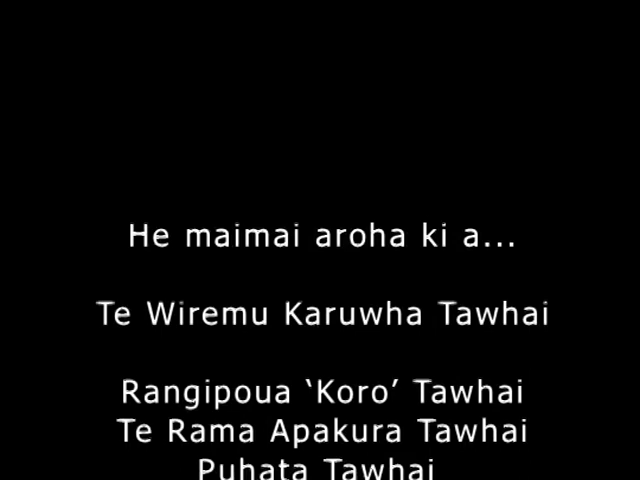 He maimai aroha ki a...
Te Wiremu Karuwha Tawhai
Rangipoua ‘Koro’ Tawhai
Te Rama Apakura Tawhai
Puhata Tawhai